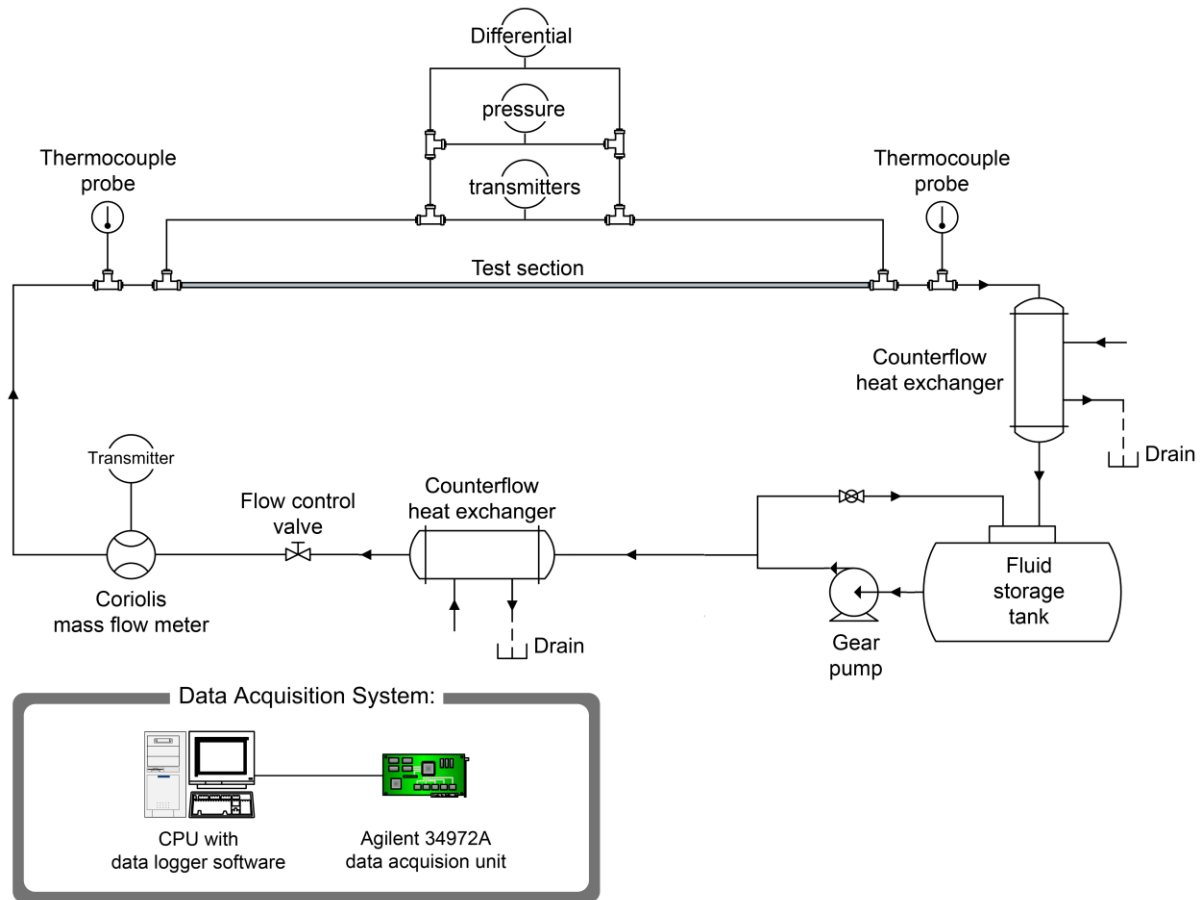 Differential
pressure
transmitters
Thermocouple
probe
Thermocouple
probe
Test section
Counterflow
heat exchanger
Drain
Transmitter
Flow control
valve
Counterflow
heat exchanger
Coriolis
mass flow meter
Drain
Gear
pump
Fluid
storage
tank
Data Acquisition System:
CPU with
data logger software
Agilent 34972A
data acquision unit